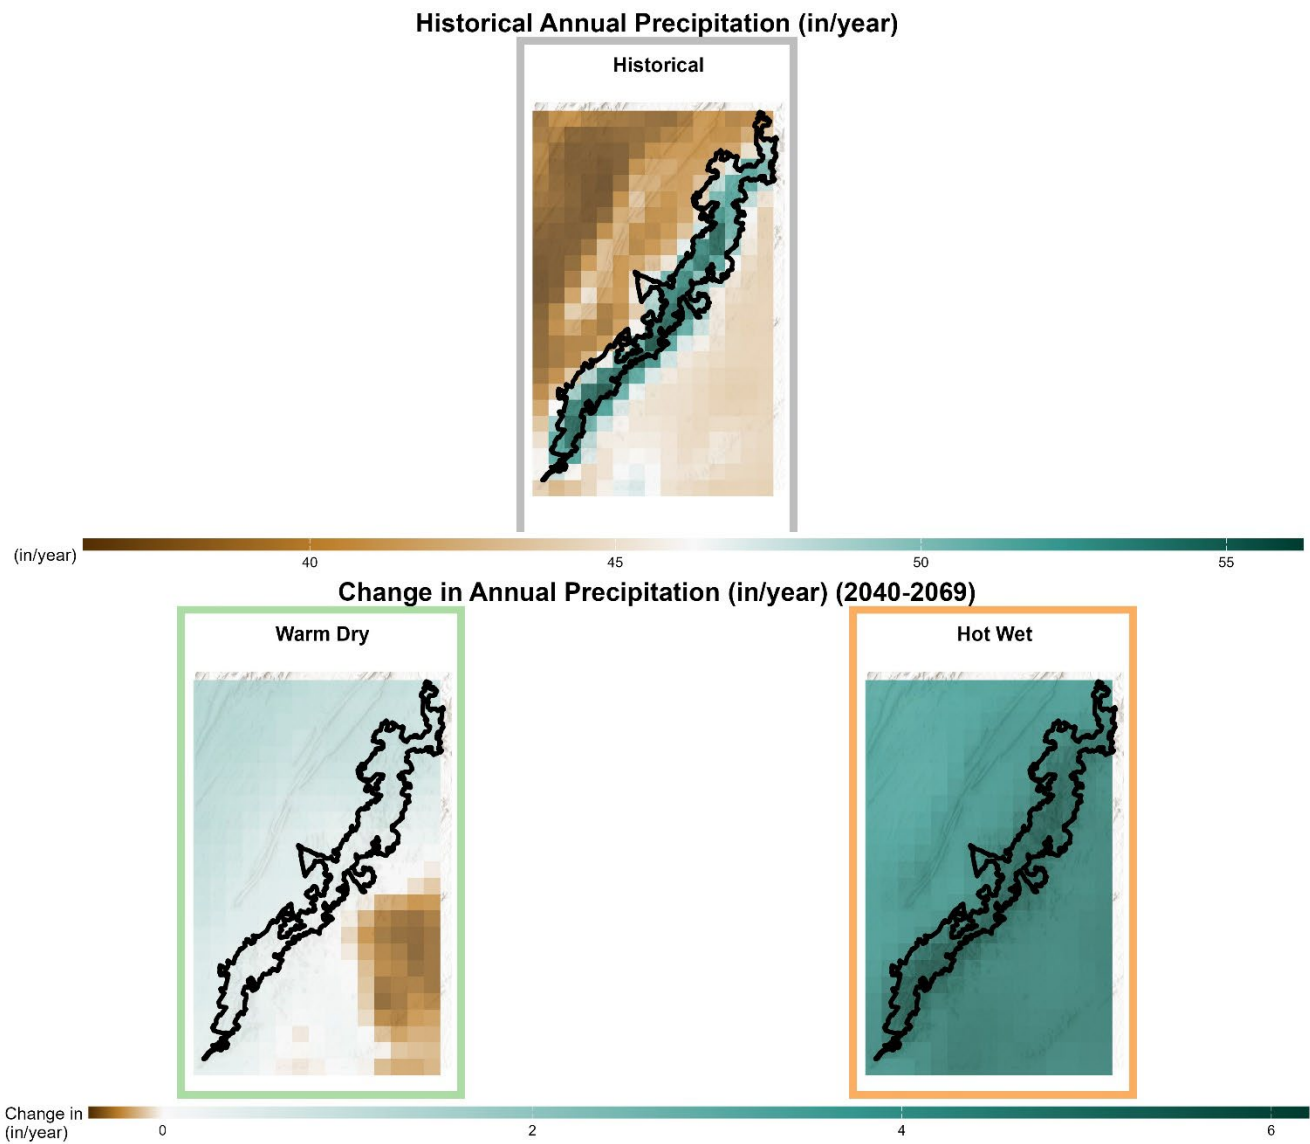 Historical Annual Precipitation (in/year)
Historical
(in/year)
40 45 50 55
Change in Annual Precipitation (in/year) (2040-2069)
Warm Dry Hot Wet
Change in
(in/year)
0 2 4 6